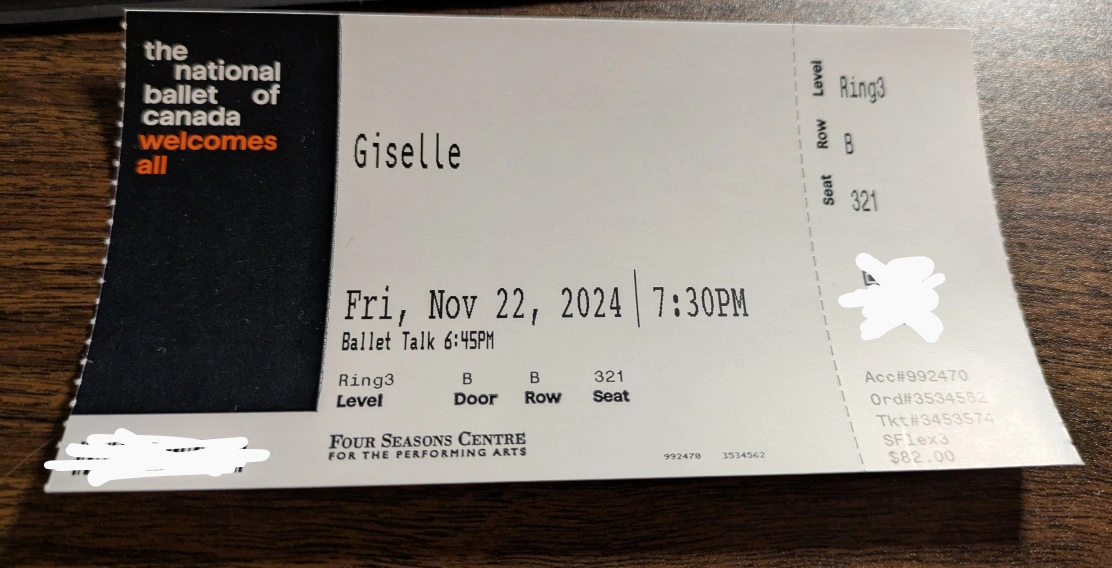 the
national
ballet of
canada
welcomes
all
Giselle
Fri, Nov 22, 2024 | 7:30PM
Ballet Talk 6:45PM
Ring3 B B 321
Level Door Row Seat
FOUR SEASONS CENTRE
FOR THE PERFORMING ARTS
992470 3534562
Level Ring3
Row B
Seat 321
Acc#992470
Ord#3534562
Tkt#3453574
SFlex3
$82.00